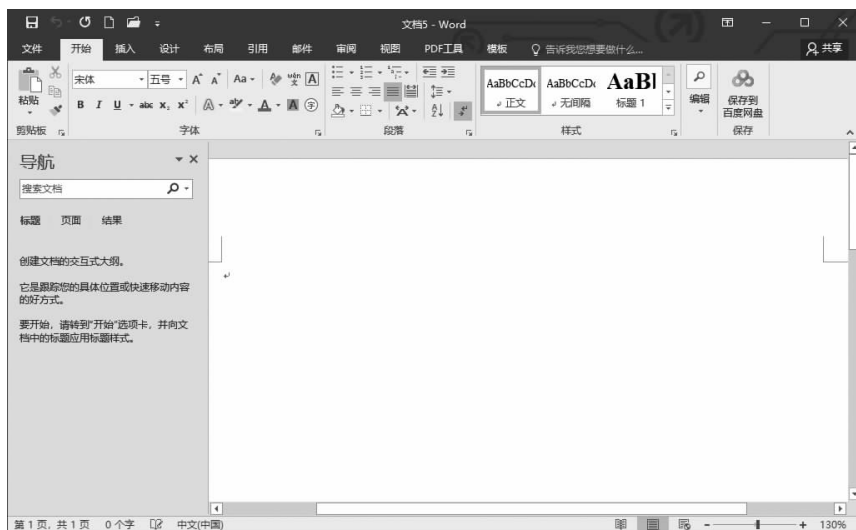 文档5 - Word
文件 开始 插入 设计 布局 引用 邮件 审阅 视图 PDF工具 模板 告诉我您想要做什么... 共享
宋体 五号 A A Aa wén 文 A
粘贴 B I U abc X₂ X² A ab A A 字
AaBbCcDc AaBbCcDc AaBl
正文 无间隔 标题 1
编辑 保存到
百度网盘
剪贴板 字体 段落 样式 保存
导航
搜索文档
标题 页面 结果
创建文档的交互式大纲。
它是跟踪您的具体位置或快速移动内容
的好方式。
要开始，请转到“开始”选项卡，并向文
档中的标题应用标题样式。
第1页，共1页 0个字 中文(中国) 130%